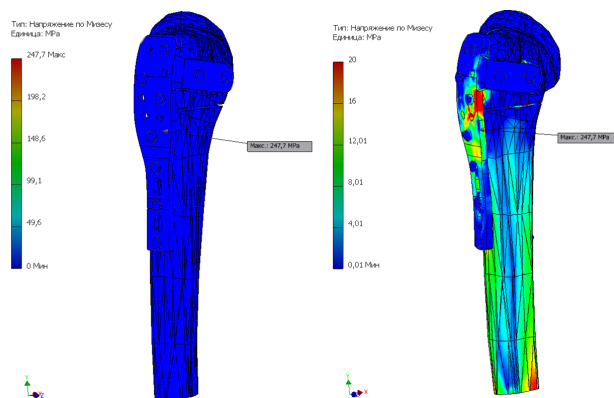 Тип: Напряжение по Мизесу
Единица: MPa
247,7 Макс
198,2
148,6
99,1
49,6
0 Мин
Макс.: 247,7 MPa
Y
Z
Тип: Напряжение по Мизесу
Единица: MPa
20
16
12,01
8,01
4,01
0,01 Мин
Макс.: 247,7 MPa
Y
X